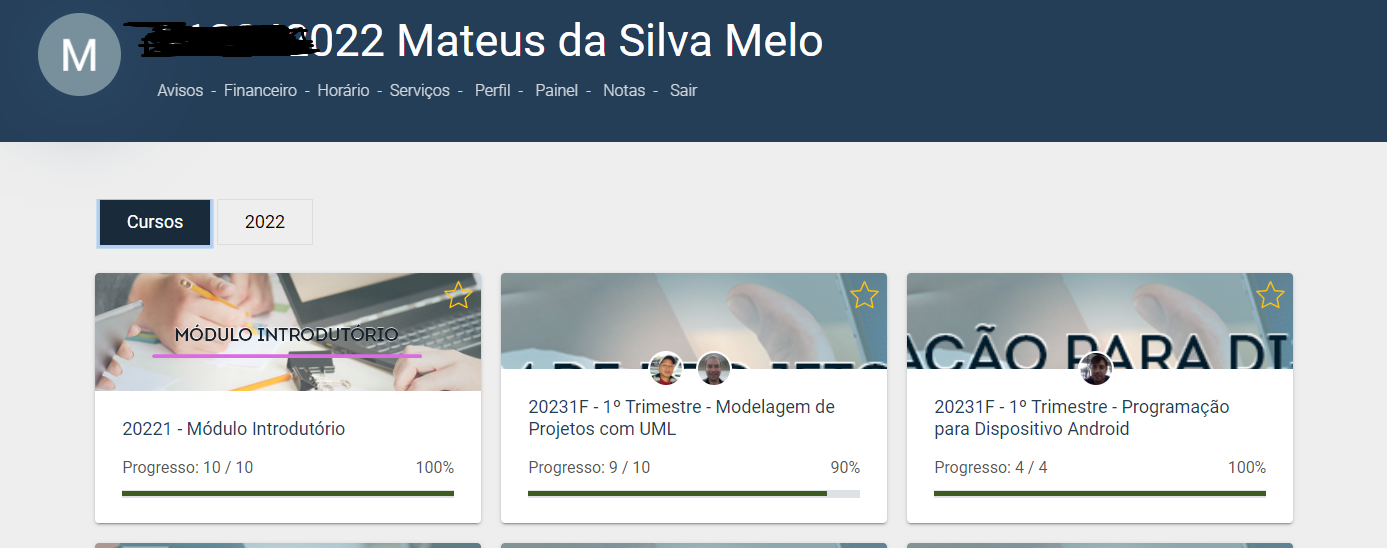 M
2022 Mateus da Silva Melo
Avisos - Financeiro - Horário - Serviços - Perfil - Painel - Notas - Sair
Cursos
2022
MÓDULO INTRODUTÓRIO
20221 - Módulo Introdutório
Progresso: 10 / 10
100%
20231F - 1º Trimestre - Modelagem de
Projetos com UML
Progresso: 9 / 10
90%
AÇÃO PARA DI
20231F - 1º Trimestre - Programação
para Dispositivo Android
Progresso: 4 / 4
100%